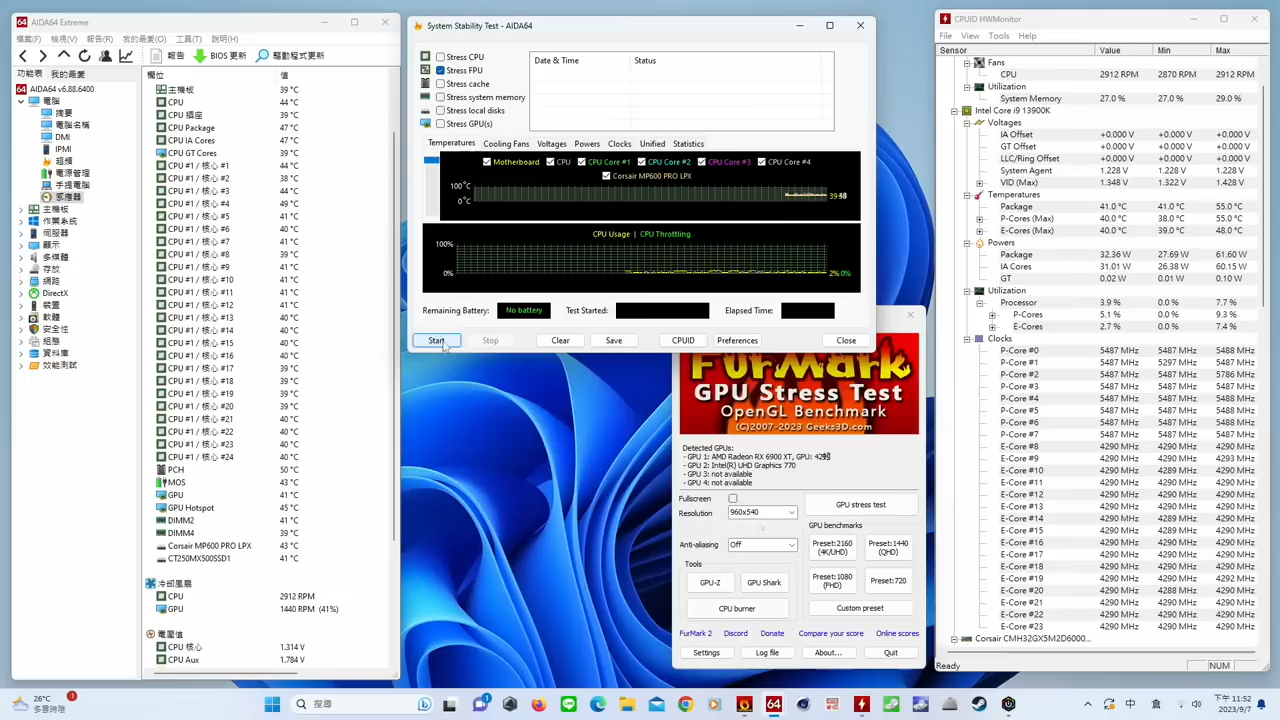 AIDA64 Extreme
檔案(F) 檢視(V) 報告(R) 我的最愛(O) 工具(T) 說明(H)
報告 BIOS 更新 驅動程式更新
功能表 我的最愛
AIDA64 v6.88.6400
電腦
摘要
電腦名稱
DMI
IPMI
超頻
電源管理
手提電腦
感應器
主機板
作業系統
伺服器
顯示
多媒體
存放
網路
DirectX
裝置
軟體
安全性
組態
資料庫
效能測試
欄位 值
主機板 39 °C
CPU 44 °C
CPU 插座 39 °C
CPU Package 47 °C
CPU IA Cores 47 °C
CPU GT Cores 39 °C
CPU #1 / 核心 #1 44 °C
CPU #1 / 核心 #2 38 °C
CPU #1 / 核心 #3 44 °C
CPU #1 / 核心 #4 49 °C
CPU #1 / 核心 #5 42 °C
CPU #1 / 核心 #6 40 °C
CPU #1 / 核心 #7 41 °C
CPU #1 / 核心 #8 39 °C
CPU #1 / 核心 #9 41 °C
CPU #1 / 核心 #10 41 °C
CPU #1 / 核心 #11 41 °C
CPU #1 / 核心 #12 41 °C
CPU #1 / 核心 #13 40 °C
CPU #1 / 核心 #14 40 °C
CPU #1 / 核心 #15 40 °C
CPU #1 / 核心 #16 40 °C
CPU #1 / 核心 #17 39 °C
CPU #1 / 核心 #18 39 °C
CPU #1 / 核心 #19 39 °C
CPU #1 / 核心 #20 39 °C
CPU #1 / 核心 #21 40 °C
CPU #1 / 核心 #22 40 °C
CPU #1 / 核心 #23 40 °C
CPU #1 / 核心 #24 40 °C
PCH 50 °C
MOS 43 °C
GPU 41 °C
GPU Hotspot 45 °C
DIMM2 41 °C
DIMM4 41 °C
Corsair MP600 PRO LPX 43 °C
CT250MX500SSD1 41 °C
冷卻風扇
CPU 2912 RPM
GPU 1440 RPM (41%)
電壓值
CPU 核心 1.314 V
CPU Aux 1.784 V
System Stability Test - AIDA64
Stress CPU
Stress FPU
Stress cache
Stress system memory
Stress local disks
Stress GPU(s)
Date & Time Status
Temperatures Cooling Fans Voltages Powers Clocks Unified Statistics
Motherboard CPU CPU Core #1 CPU Core #2 CPU Core #3 CPU Core #4
Corsair MP600 PRO LPX
100°C
0°C
CPU Usage | CPU Throttling
100%
0% 2% 0%
Remaining Battery: No battery Test Started: Elapsed Time:
Start Stop Clear Save CPUID Preferences Close
FurMark
GPU Stress Test
OpenGL Benchmark
(C)2007-2023 Geeks3D.com
Detected GPUs:
- GPU 1: AMD Radeon RX 6900 XT, GPU:
- GPU 2: Intel(R) UHD Graphics 770
- GPU 3: not available
- GPU 4: not available
Fullscreen
Resolution 960x540
GPU stress test
x
Anti-aliasing Off
GPU benchmarks
Preset:2160 (4K/UHD)
Preset:1440 (QHD)
Preset:1080 (FHD)
Preset:720
Custom preset
Tools
GPU-Z GPU Shark
CPU burner
FurMark 2 Discord Donate Compare your score Online scores
Settings Log file About... Quit
CPUID HWMonitor
File View Tools Help
Sensor Value Min Max
Fans
CPU 2912 RPM 2870 RPM 2912 RPM
Utilization
System Memory 27.0 % 27.0 % 29.0 %
Intel Core i9 13900K
Voltages
IA Offset +0.000 V +0.000 V +0.000 V
GT Offset +0.000 V +0.000 V +0.000 V
LLC/Ring Offset +0.000 V +0.000 V +0.000 V
System Agent 1.228 V 1.228 V 1.228 V
VID (Max) 1.348 V 1.322 V 1.428 V
Temperatures
Package 41.0 °C 41.0 °C 55.0 °C
P-Cores (Max) 40.0 °C 38.0 °C 55.0 °C
E-Cores (Max) 40.0 °C 39.0 °C 48.0 °C
Powers
Package 32.36 W 27.69 W 61.60 W
IA Cores 31.01 W 26.38 W 60.15 W
GT 0.02 W 0.01 W 0.10 W
Utilization
Processor 3.9 % 0.0 % 7.7 %
P-Cores 5.1 % 0.0 % 9.3 %
E-Cores 2.7 % 0.0 % 7.4 %
Clocks
P-Core #0 5487 MHz 5487 MHz 5488 MHz
P-Core #1 5487 MHz 5297 MHz 5488 MHz
P-Core #2 5487 MHz 5487 MHz 5786 MHz
P-Core #3 5487 MHz 5487 MHz 5487 MHz
P-Core #4 5487 MHz 5487 MHz 5488 MHz
P-Core #5 5487 MHz 5487 MHz 5487 MHz
P-Core #6 5487 MHz 5487 MHz 5487 MHz
P-Core #7 5487 MHz 5487 MHz 5487 MHz
E-Core #8 4290 MHz 4290 MHz 4290 MHz
E-Core #9 4290 MHz 4290 MHz 4293 MHz
E-Core #10 4290 MHz 4289 MHz 4290 MHz
E-Core #11 4290 MHz 4290 MHz 4290 MHz
E-Core #12 4290 MHz 4290 MHz 4290 MHz
E-Core #13 4290 MHz 4290 MHz 4290 MHz
E-Core #14 4290 MHz 4289 MHz 4290 MHz
E-Core #15 4290 MHz 4290 MHz 4290 MHz
E-Core #16 4290 MHz 4289 MHz 4290 MHz
E-Core #17 4290 MHz 4290 MHz 4290 MHz
E-Core #18 4290 MHz 4290 MHz 4290 MHz
E-Core #19 4290 MHz 4290 MHz 4292 MHz
E-Core #20 4290 MHz 4288 MHz 4290 MHz
E-Core #21 4290 MHz 4290 MHz 4290 MHz
E-Core #22 4290 MHz 4290 MHz 4290 MHz
E-Core #23 4290 MHz 4290 MHz 4290 MHz
Corsair CMH32GX5M2D6000...
Ready NUM
26°C
多雲時陰
1
搜尋
1
64
中
下午 11:52
2023/9/7